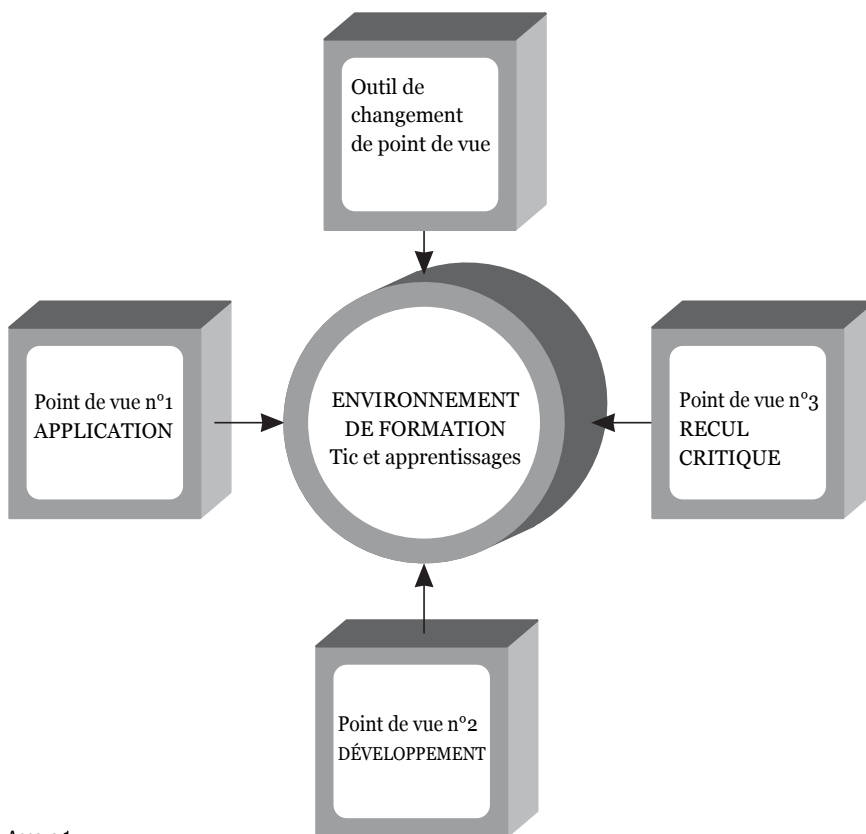 Outil de
changement
de point de vue
Point de vue n°1
APPLICATION
ENVIRONNEMENT
DE FORMATION
Tic et apprentissages
Point de vue n°3
RECUL
CRITIQUE
Point de vue n°2
DÉVELOPPEMENT